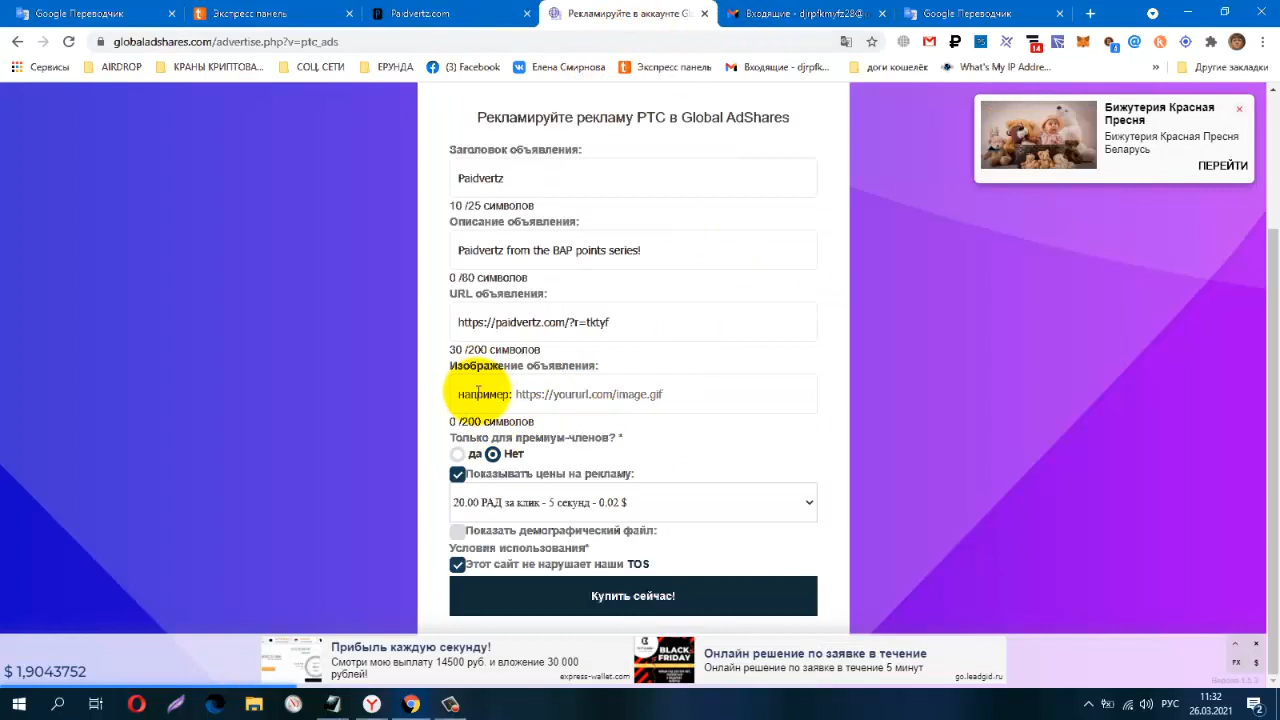 Google Переводчик
Экспресс панель
Paidvertz.com
Рекламируйте в аккаунте Gl
Входящие - djrpfkmyfz28@
Google Переводчик
globaladshares.com/advertise.php?v=ptc_ads
14
4
Сервисы
AIRDROP
КРАНЫ КРИПТОВА...
СОЦ. СЕТИ
ЕРУНДА
(3) Facebook
Елена Смирнова
Экспресс панель
Входящие - djrpfk...
доги кошелёк
What's My IP Addre...
»
Другие закладки
Рекламируйте рекламу PTC в Global AdShares
Заголовок объявления:
Paidvertz
10 /25 символов
Описание объявления:
Paidvertz from the BAP points series!
0 /80 символов
URL объявления:
https://paidvertz.com/?r=tktyf
30 /200 символов
Изображение объявления:
например: https://yoururl.com/image.gif
0 /200 символов
Только для премиум-членов? *
да Нет
Показывать цены на рекламу:
20.00 РАД за клик - 5 секунд - 0.02 $
Показать демографический файл:
Условия использования*
Этот сайт не нарушает наши TOS
Купить сейчас!
Бижутерия Красная
Пресня
Бижутерия Красная Пресня
Беларусь
ПЕРЕЙТИ
$ 1,9043752
Прибыль каждую секунду!
Смотри мою выплату 14500 руб. и вложение 30 000
рублей!
express-wallet.com
BLACK
FRIDAY
Онлайн решение по заявке в течение
Онлайн решение по заявке в течение 5 минут
go.leadgid.ru
FX $
РУС
11:32
26.03.2021
2